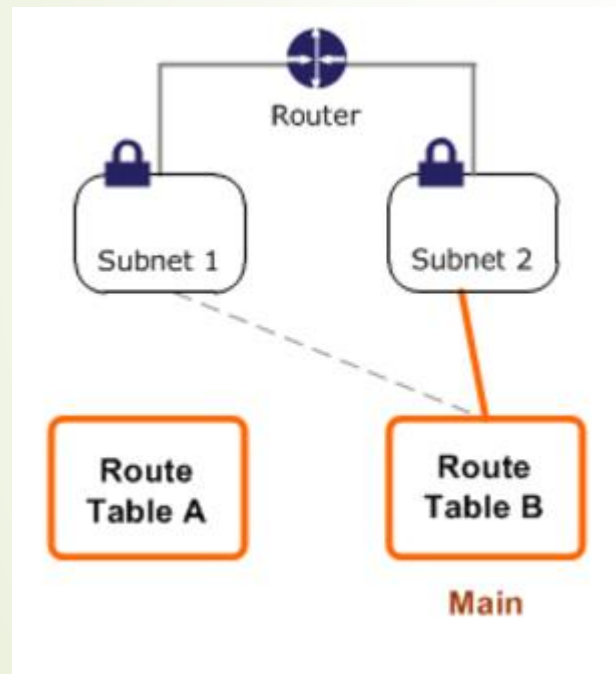 Router
Subnet 1
Subnet 2
Route
Table A
Route
Table B
Main